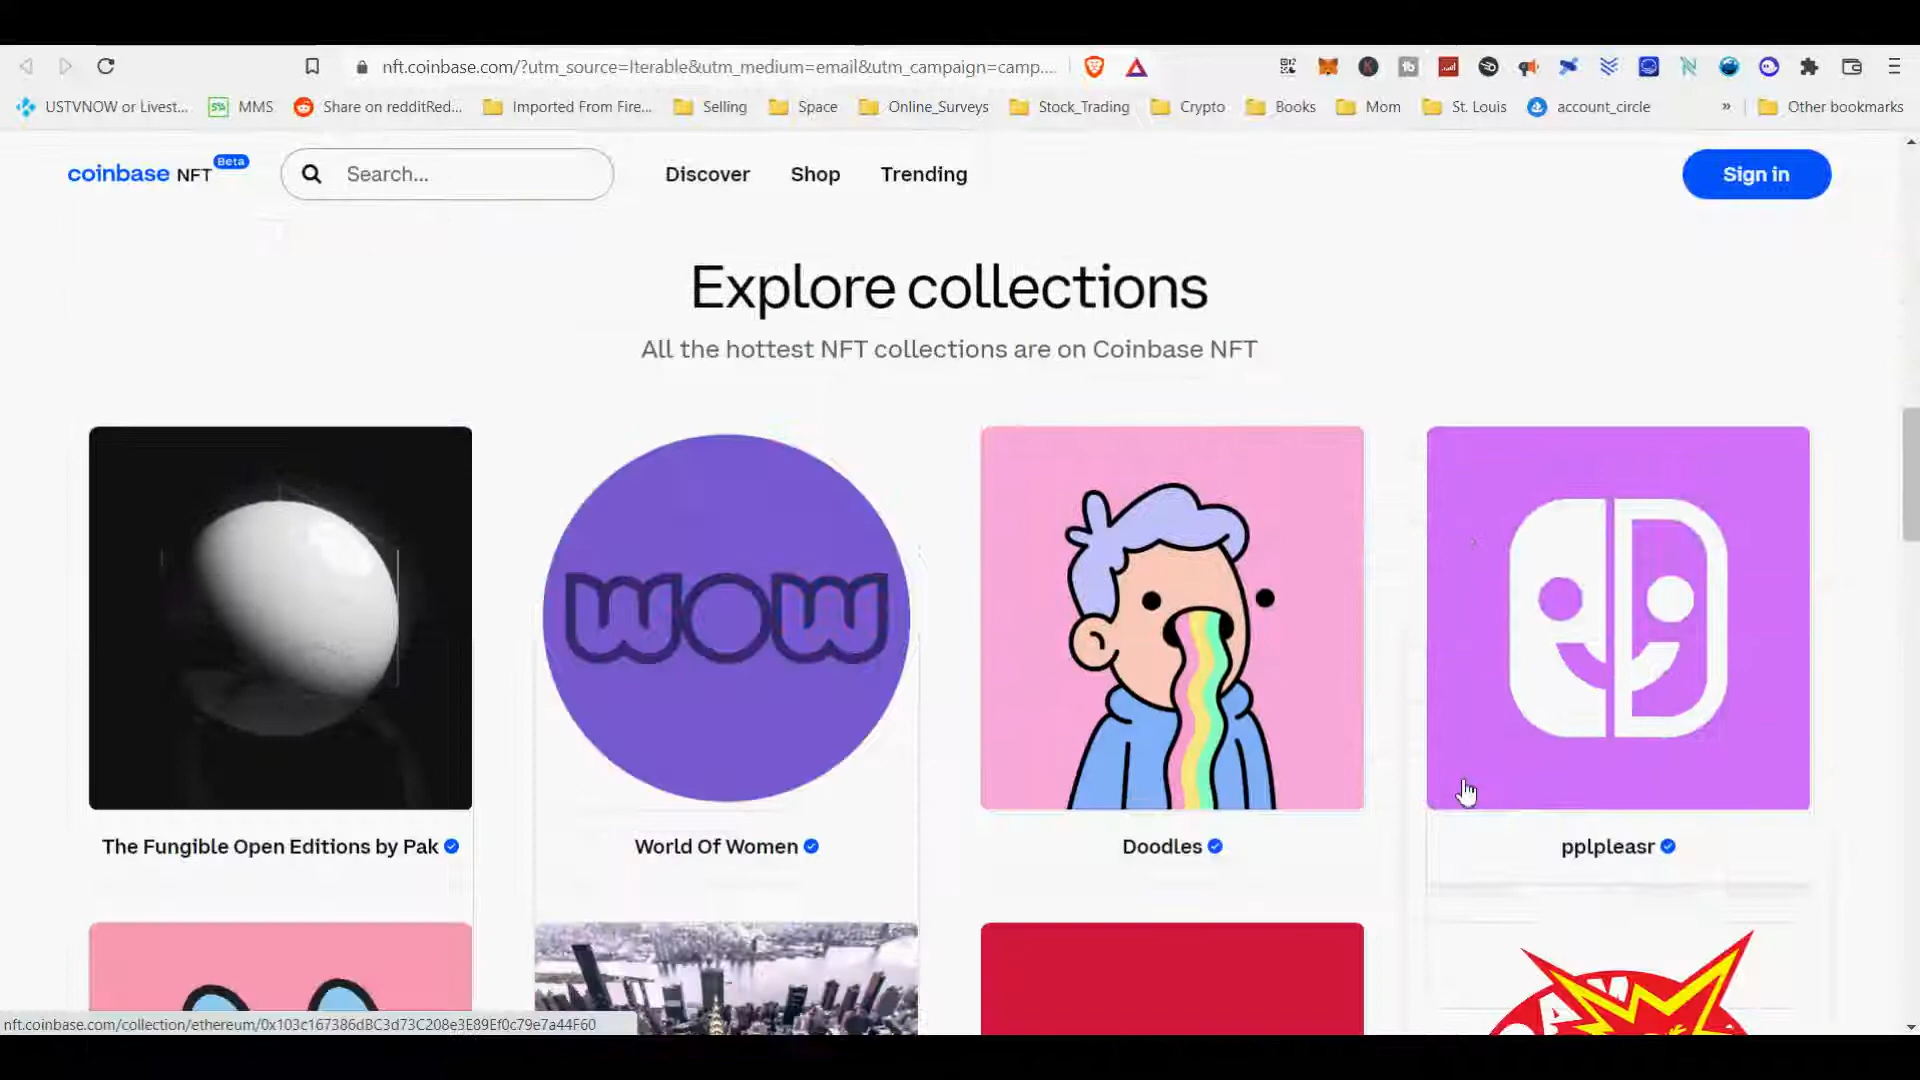 nft.coinbase.com/?utm_source=Iterable&utm_medium=email&utm_campaign=camp....
USTVNOW or Livest... MMS Share on redditRed... Imported From Fire... Selling Space Online_Surveys Stock_Trading Crypto Books Mom St. Louis account_circle » Other bookmarks
coinbase NFT Beta Search... Discover Shop Trending Sign in
Explore collections
All the hottest NFT collections are on Coinbase NFT
WOW
The Fungible Open Editions by Pak World Of Women Doodles pplpleasr
nft.coinbase.com/collection/ethereum/0x103c167386dBC3d73C208e3E89Ef0c79e7a44F60